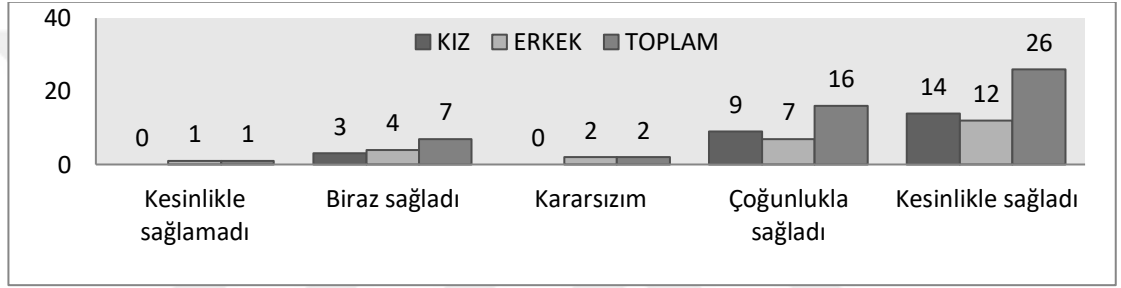 40
20
0
KIZ ERKEK TOPLAM
0 1 1
3 4 7
0 2 2
9 7 16
14 12 26
Kesinlikle
sağlamadı
Biraz sağladı
Kararsızım
Çoğunlukla
sağladı
Kesinlikle sağladı